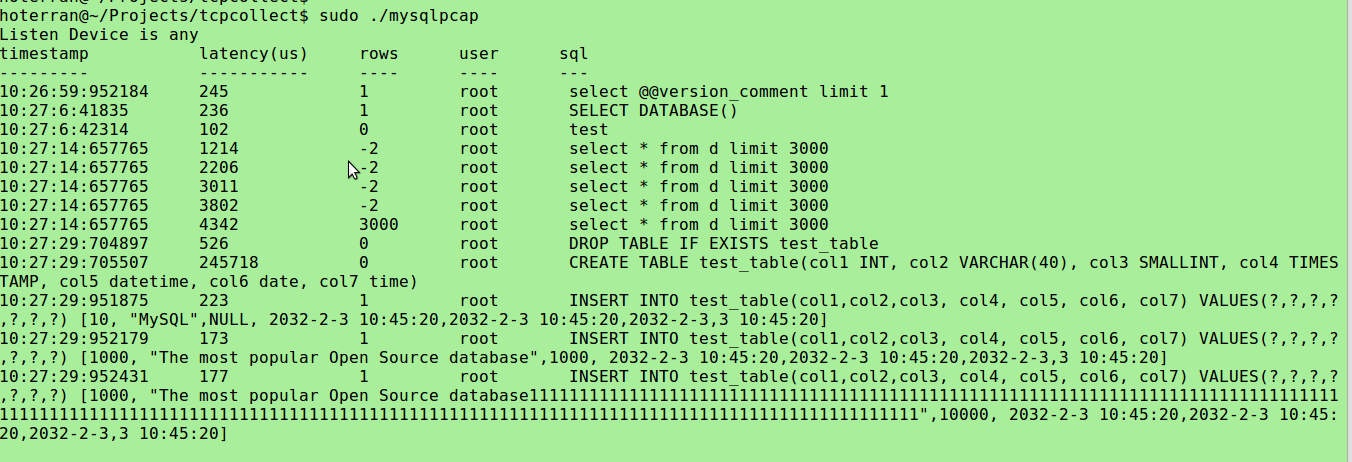 hoterran@~/Projects/tcpcollect$
hoterran@~/Projects/tcpcollect$ sudo ./mysqlpcap
Listen Device is any
timestamp latency(us) rows user sql
--------- ----------- ---- ---- ---
10:26:59:952184 245 1 root select @@version_comment limit 1
10:27:6:41835 236 1 root SELECT DATABASE()
10:27:6:42314 102 0 root test
10:27:14:657765 1214 -2 root select * from d limit 3000
10:27:14:657765 2206 -2 root select * from d limit 3000
10:27:14:657765 3011 -2 root select * from d limit 3000
10:27:14:657765 3802 -2 root select * from d limit 3000
10:27:14:657765 4342 3000 root select * from d limit 3000
10:27:29:704897 526 0 root DROP TABLE IF EXISTS test_table
10:27:29:705507 245718 0 root CREATE TABLE test_table(col1 INT, col2 VARCHAR(40), col3 SMALLINT, col4 TIMES
TAMP, col5 datetime, col6 date, col7 time)
10:27:29:951875 223 1 root INSERT INTO test_table(col1,col2,col3, col4, col5, col6, col7) VALUES(?,?,?,?
,?,?,?) [10, "MySQL",NULL, 2032-2-3 10:45:20,2032-2-3 10:45:20,2032-2-3,3 10:45:20]
10:27:29:952179 173 1 root INSERT INTO test_table(col1,col2,col3, col4, col5, col6, col7) VALUES(?,?,?,?
,?,?,?) [1000, "The most popular Open Source database",1000, 2032-2-3 10:45:20,2032-2-3 10:45:20,2032-2-3,3 10:45:20]
10:27:29:952431 177 1 root INSERT INTO test_table(col1,col2,col3, col4, col5, col6, col7) VALUES(?,?,?,?
,?,?,?) [1000, "The most popular Open Source database111111111111111111111111111111111111111111111111111111111111111111111111111111111
11111111111111111111111111111111111111111111111111111111111111111111111111111111111111111111",10000, 2032-2-3 10:45:20,2032-2-3 10:45:
20,2032-2-3,3 10:45:20]